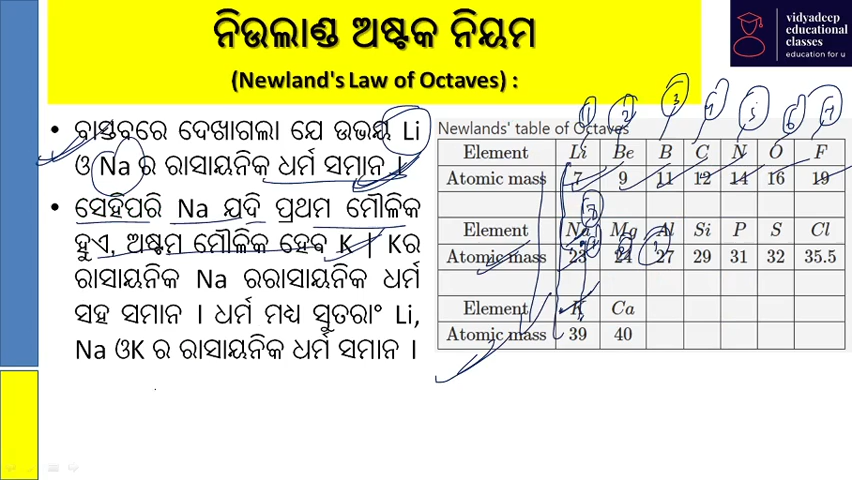 ନିଉଲାଣ୍ଡ ଅଷ୍ଟକ ନିୟମ
(Newland's Law of Octaves) :
vidyadeep
educational
classes
education for u
• ବାସ୍ତବରେ ଦେଖାଗଲା ଯେ ଉଭୟ Li
ଓ Na ର ରାସାୟନିକ ଧର୍ମ ସମାନ ।
• ସେହିପରି Na ଯଦି ପ୍ରଥମ ମୌଳିକ
ହୁଏ, ଅଷ୍ଟମ ମୌଳିକ ହେବ K | Kର
ରାସାୟନିକ Na ରରାସାୟନିକ ଧର୍ମ
ସହ ସମାନ । ଧର୍ମ ମଧ୍ୟ ସୁତରାଂ Li,
Na ଓK ର ରାସାୟନିକ ଧର୍ମ ସମାନ ।
1 2 3 4 5 6 7
Newlands' table of Octaves
Element Li Be B C N O F
Atomic mass 7 9 11 12 14 16 19
Element Na Mg Al Si P S Cl
Atomic mass 23 24 27 29 31 32 35.5
Element K Ca
Atomic mass 39 40